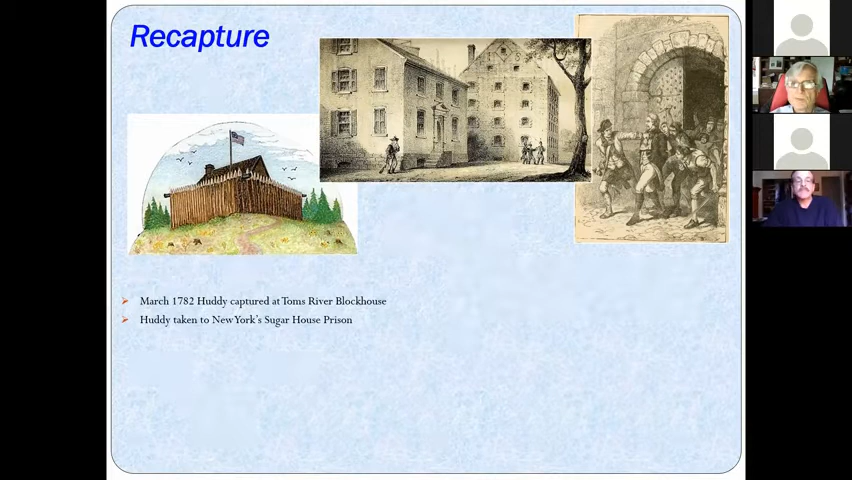 Recapture
March 1782 Huddy captured at Toms River Blockhouse
Huddy taken to New York's Sugar House Prison